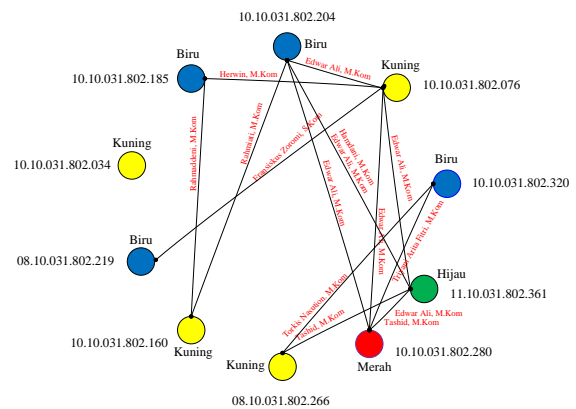 10.10.031.802.204
Biru
Biru
Kuning
10.10.031.802.185
10.10.031.802.076
Edwar Ali, M.Kom
Herwin, M.Kom
Kuning
10.10.031.802.034
Rahmaddeni, M.Kom
Rahmiati, M.Kom
Fransiskus Zoromi, S.Kom
Hamdani, M.Kom
Edwar Ali, M.Kom
Edwar Ali, M.Kom
Edwar Ali, M.Kom
Biru
10.10.031.802.320
Edwar Ali, M.Kom
Triyani Arita Fitri, M.Kom
Biru
08.10.031.802.219
Hijau
11.10.031.802.361
Torkis Nasution, M.Kom
Tashid, M.Kom
Edwar Ali, M.Kom
Tashid, M.Kom
10.10.031.802.160
Kuning
Kuning
10.10.031.802.280
Merah
08.10.031.802.266